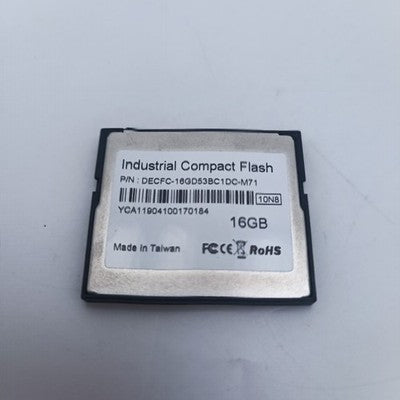 Industrial Compact Flash
P/N : DECFC-16GD53BC1DC-M71
10N8
YCA11904100170184
16GB
Made in Taiwan
FC CE RoHS